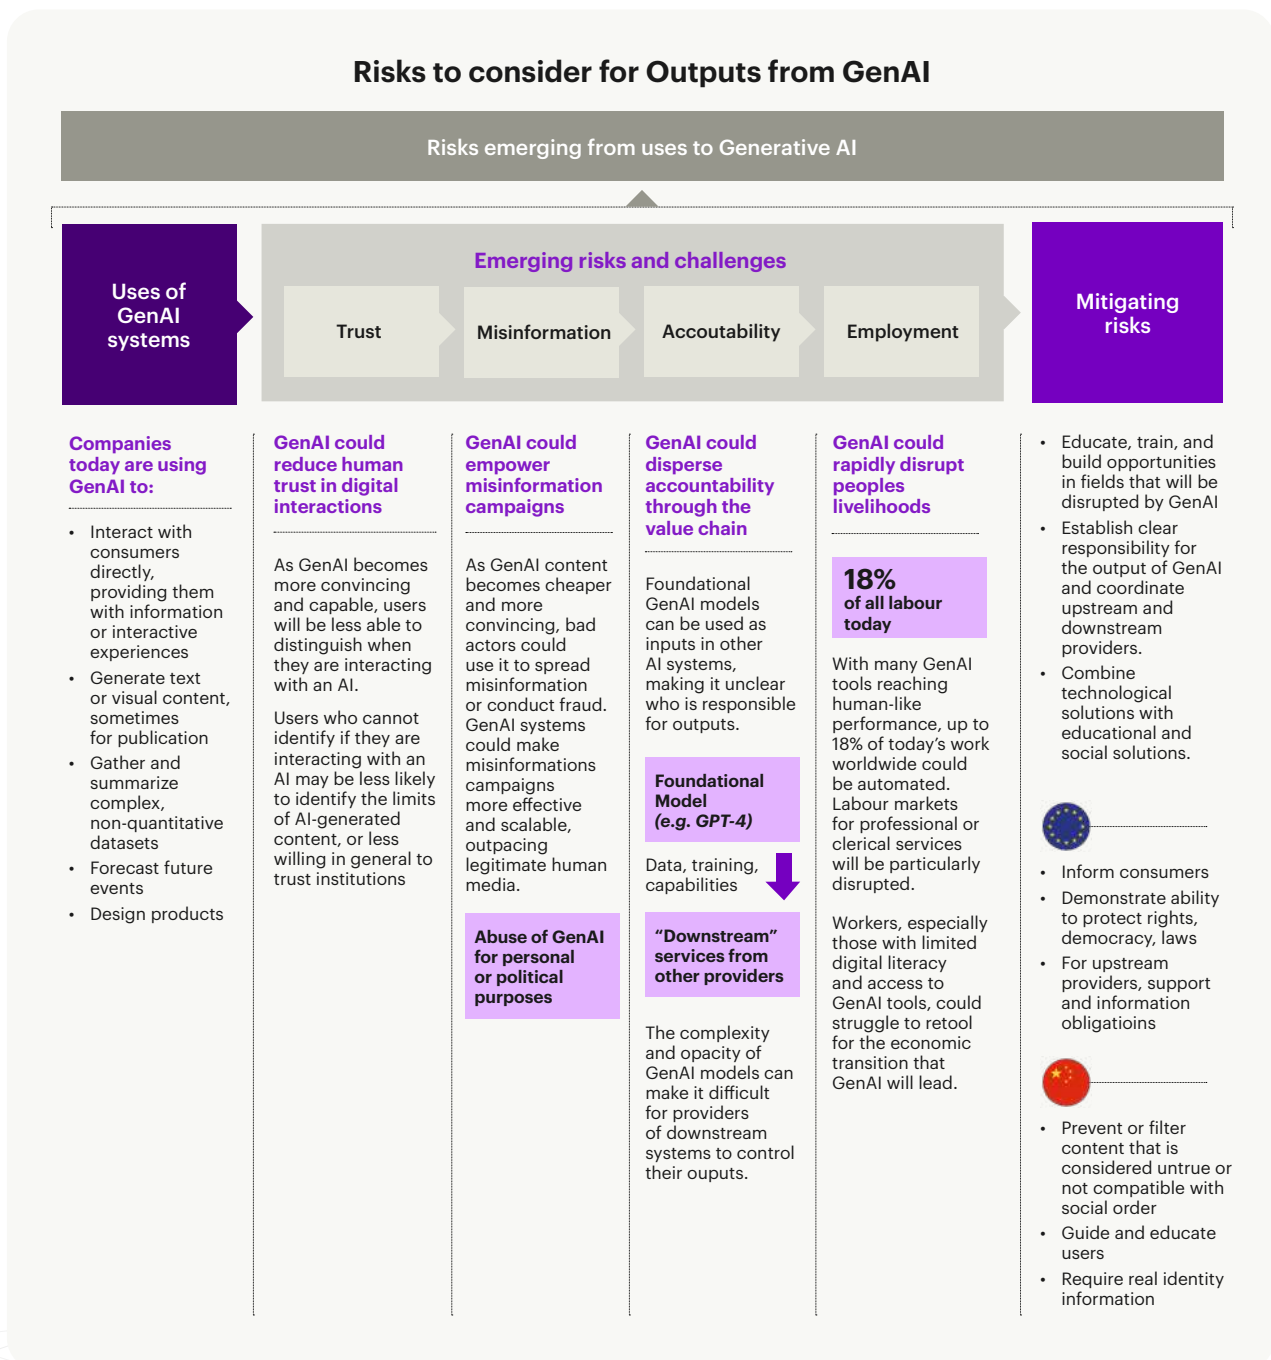 Risks to consider for Outputs from GenAI
Risks emerging from uses to Generative AI
Uses of
GenAI
systems
Emerging risks and challenges
Trust
Misinformation
Accoutability
Employment
Mitigating
risks
Companies
today are using
GenAI to:
• Interact with
consumers
directly,
providing them
with information
or interactive
experiences
• Generate text
or visual content,
sometimes
for publication
• Gather and
summarize
complex,
non-quantitative
datasets
• Forecast future
events
• Design products
GenAI could
reduce human
trust in digital
interactions
As GenAI becomes
more convincing
and capable, users
will be less able to
distinguish when
they are interacting
with an AI.
Users who cannot
identify if they are
interacting with an
AI may be less likely
to identify the limits
of AI-generated
content, or less
willing in general to
trust institutions
GenAI could
empower
misinformation
campaigns
As GenAI content
becomes cheaper
and more
convincing, bad
actors could
use it to spread
misinformation
or conduct fraud.
GenAI systems
could make
misinformations
campaigns
more effective
and scalable,
outpacing
legitimate human
media.
Abuse of GenAI
for personal
or political
purposes
GenAI could
disperse
accountability
through the
value chain
Foundational
GenAI models
can be used as
inputs in other
AI systems,
making it unclear
who is responsible
for outputs.
Foundational
Model
(e.g. GPT-4)
Data, training,
capabilities
“Downstream”
services from
other providers
The complexity
and opacity of
GenAI models can
make it difficult
for providers
of downstream
systems to control
their ouputs.
GenAI could
rapidly disrupt
peoples
livelihoods
18%
of all labour
today
With many GenAI
tools reaching
human-like
performance, up to
18% of today’s work
worldwide could
be automated.
Labour markets
for professional or
clerical services
will be particularly
disrupted.
Workers, especially
those with limited
digital literacy
and access to
GenAI tools, could
struggle to retool
for the economic
transition that
GenAI will lead.
• Educate, train, and
build opportunities
in fields that will be
disrupted by GenAI
• Establish clear
responsibility for
the output of GenAI
and coordinate
upstream and
downstream
providers.
• Combine
technological
solutions with
educational and
social solutions.
• Inform consumers
• Demonstrate ability
to protect rights,
democracy, laws
• For upstream
providers, support
and information
obligatioins
• Prevent or filter
content that is
considered untrue or
not compatible with
social order
• Guide and educate
users
• Require real identity
information